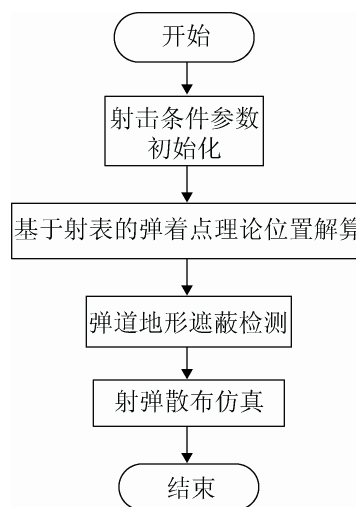 开始
射击条件参数
初始化
基于射表的弹着点理论位置解算
弹道地形遮蔽检测
射弹散布仿真
结束